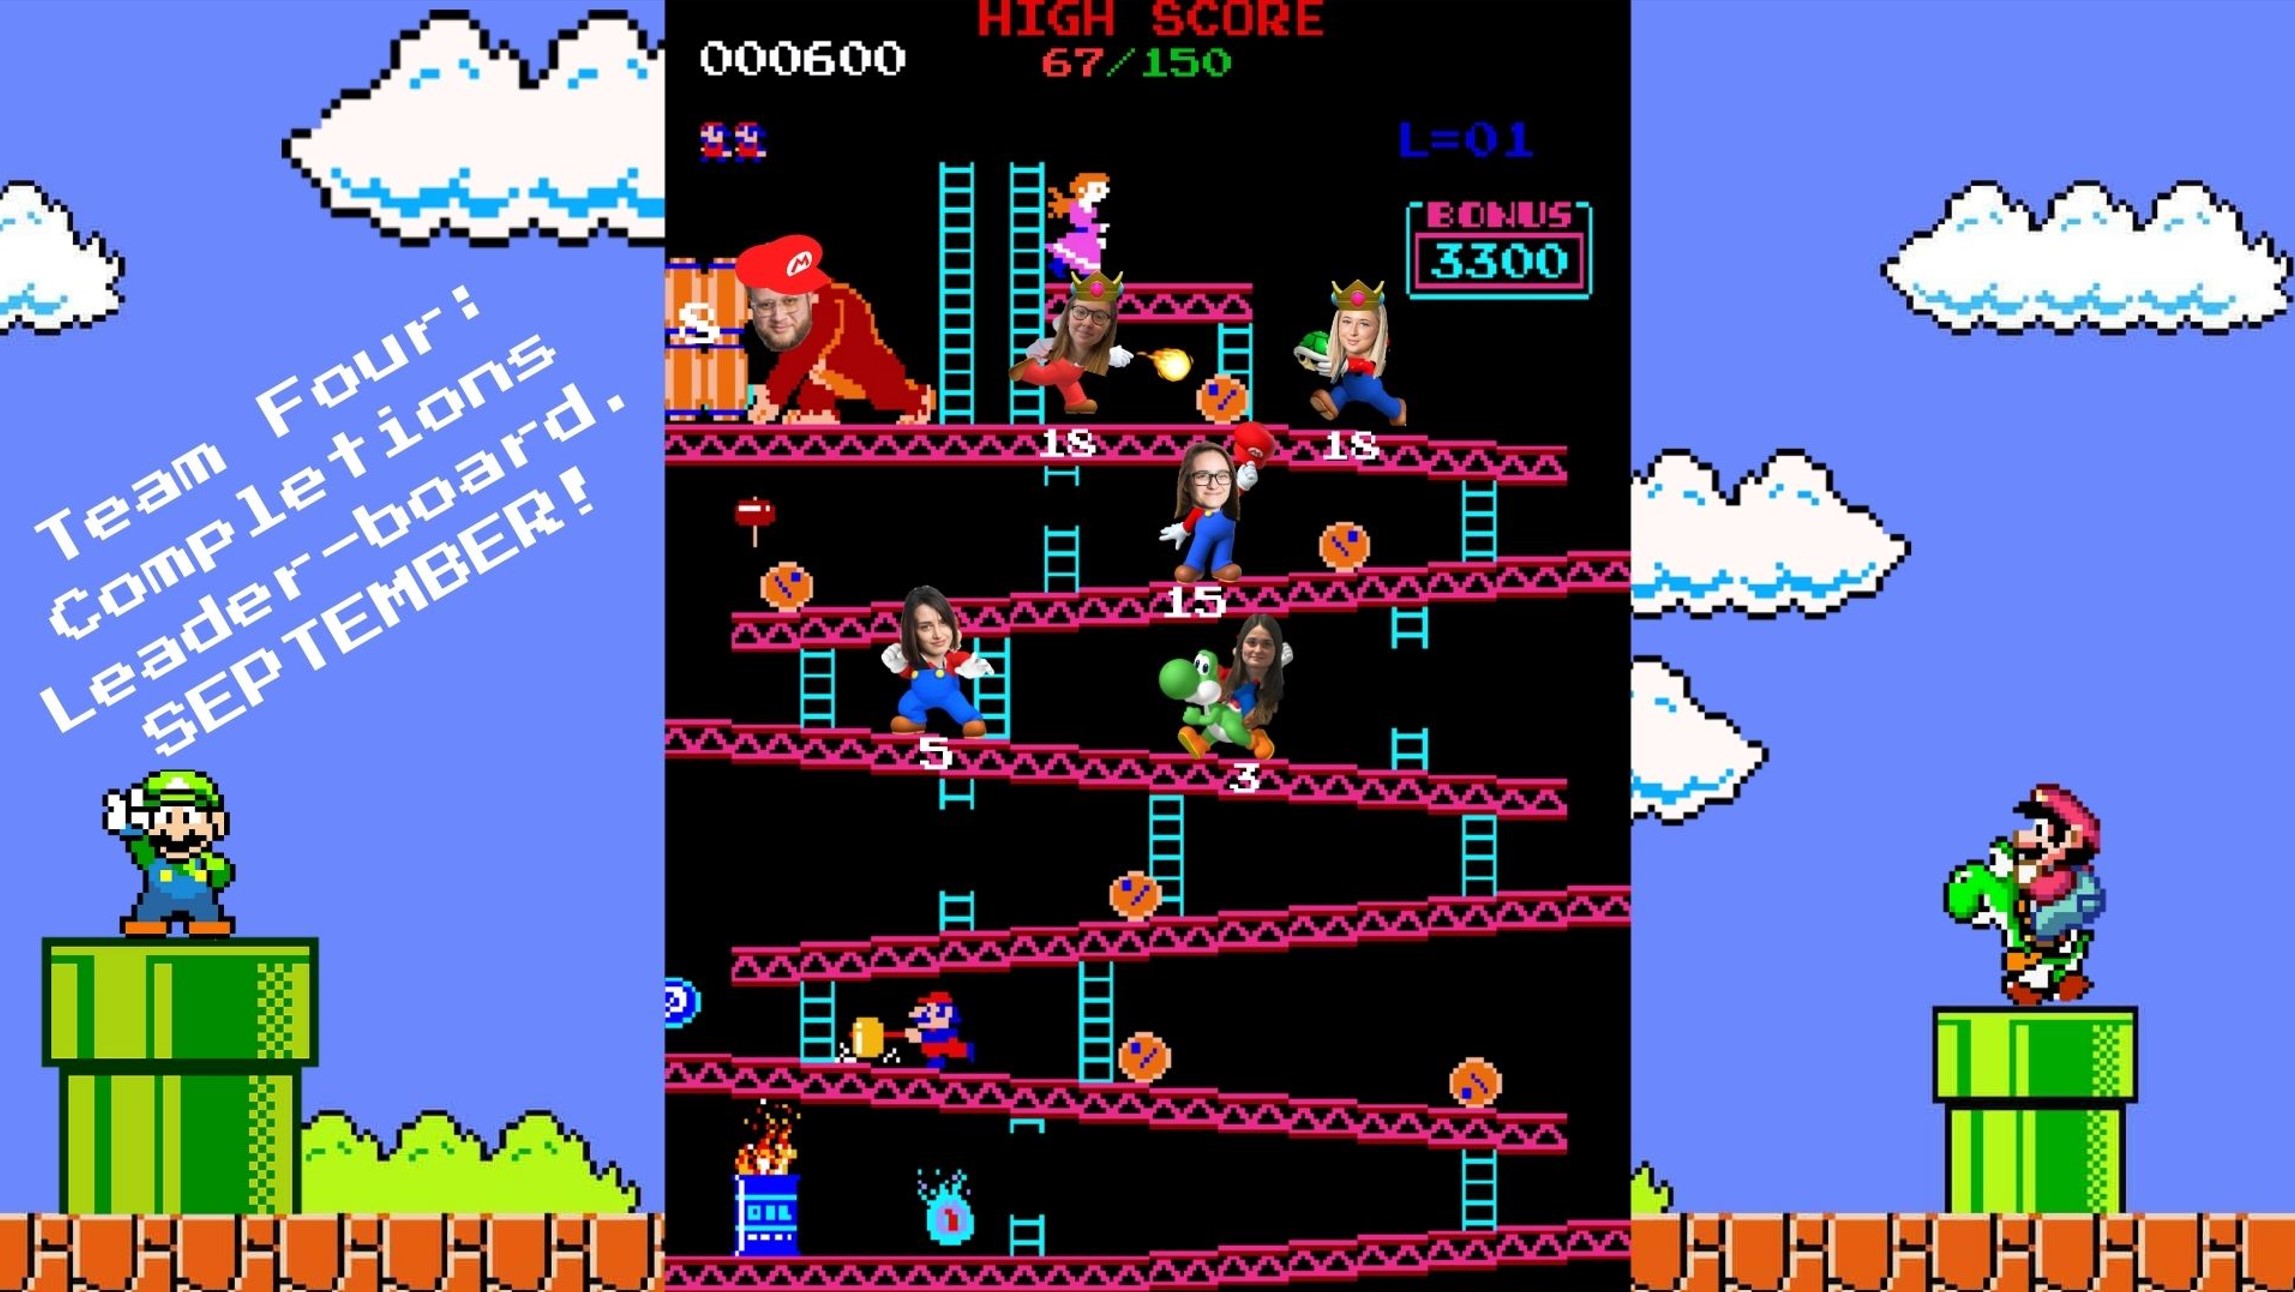 Team Four:
Completions
Leader-board.
SEPTEMBER!
HIGH SCORE
000600
67/150
L=01
BONUS
3300
8
M
18
18
15
5
3
OIL